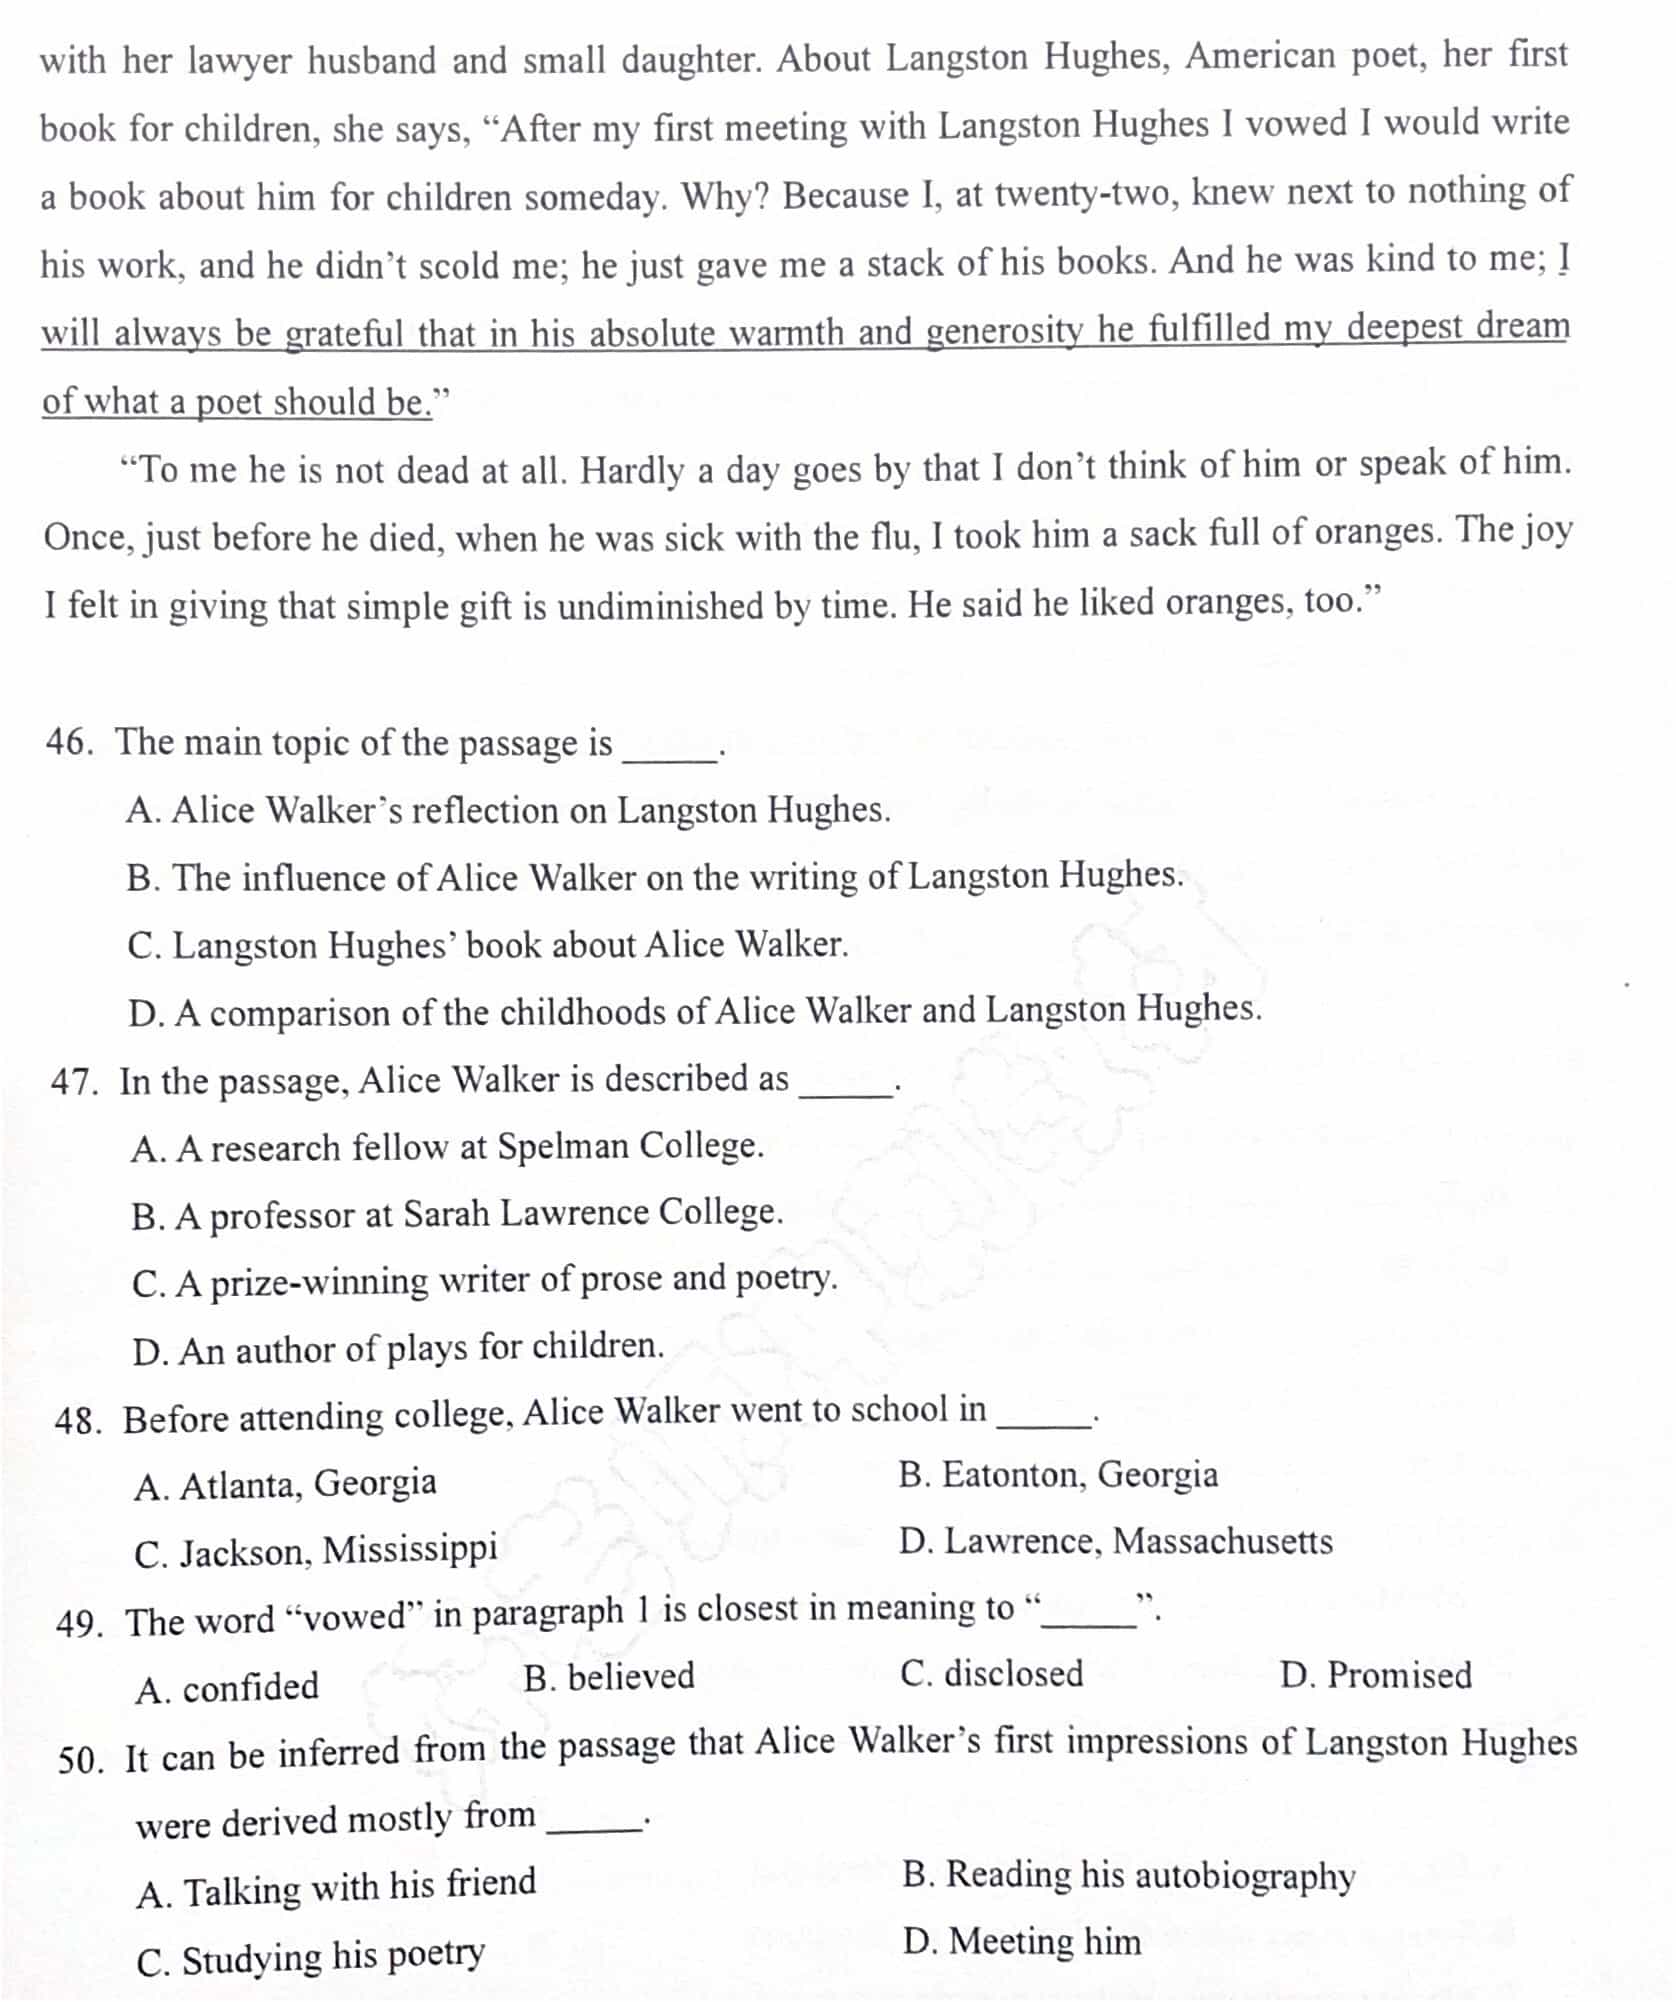 with her lawyer husband and small daughter. About Langston Hughes, American poet, her first
book for children, she says, “After my first meeting with Langston Hughes I vowed I would write
a book about him for children someday. Why? Because I, at twenty-two, knew next to nothing of
his work, and he didn’t scold me; he just gave me a stack of his books. And he was kind to me; I
will always be grateful that in his absolute warmth and generosity he fulfilled my deepest dream
of what a poet should be.”
“To me he is not dead at all. Hardly a day goes by that I don’t think of him or speak of him.
Once, just before he died, when he was sick with the flu, I took him a sack full of oranges. The joy
I felt in giving that simple gift is undiminished by time. He said he liked oranges, too.”
46. The main topic of the passage is _____.
A. Alice Walker’s reflection on Langston Hughes.
B. The influence of Alice Walker on the writing of Langston Hughes.
C. Langston Hughes’ book about Alice Walker.
D. A comparison of the childhoods of Alice Walker and Langston Hughes.
47. In the passage, Alice Walker is described as _____.
A. A research fellow at Spelman College.
B. A professor at Sarah Lawrence College.
C. A prize-winning writer of prose and poetry.
D. An author of plays for children.
48. Before attending college, Alice Walker went to school in _____.
A. Atlanta, Georgia B. Eatonton, Georgia
C. Jackson, Mississippi D. Lawrence, Massachusetts
49. The word “vowed” in paragraph 1 is closest in meaning to “_____”.
A. confided B. believed C. disclosed D. Promised
50. It can be inferred from the passage that Alice Walker’s first impressions of Langston Hughes
were derived mostly from _____.
A. Talking with his friend B. Reading his autobiography
C. Studying his poetry D. Meeting him